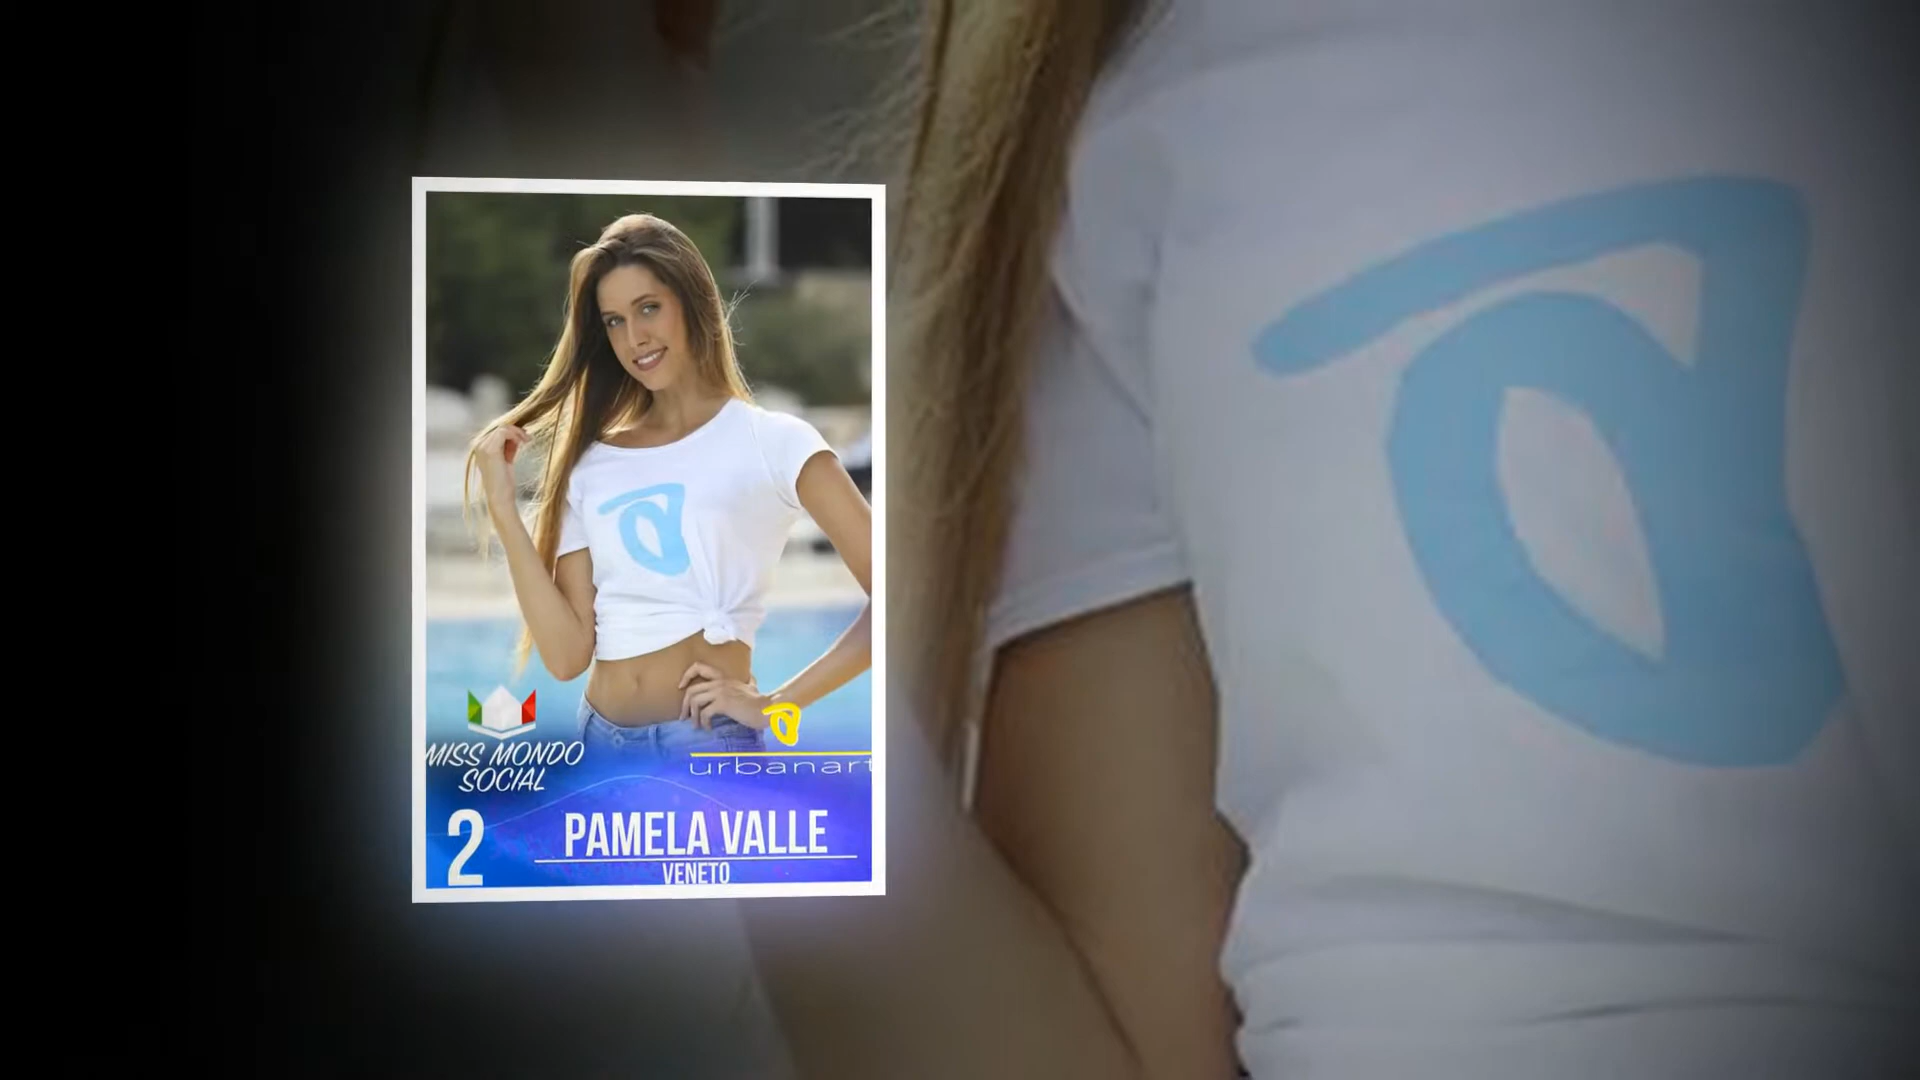 MISS MONDO
SOCIAL
urbanart
2
PAMELA VALLE
VENETO